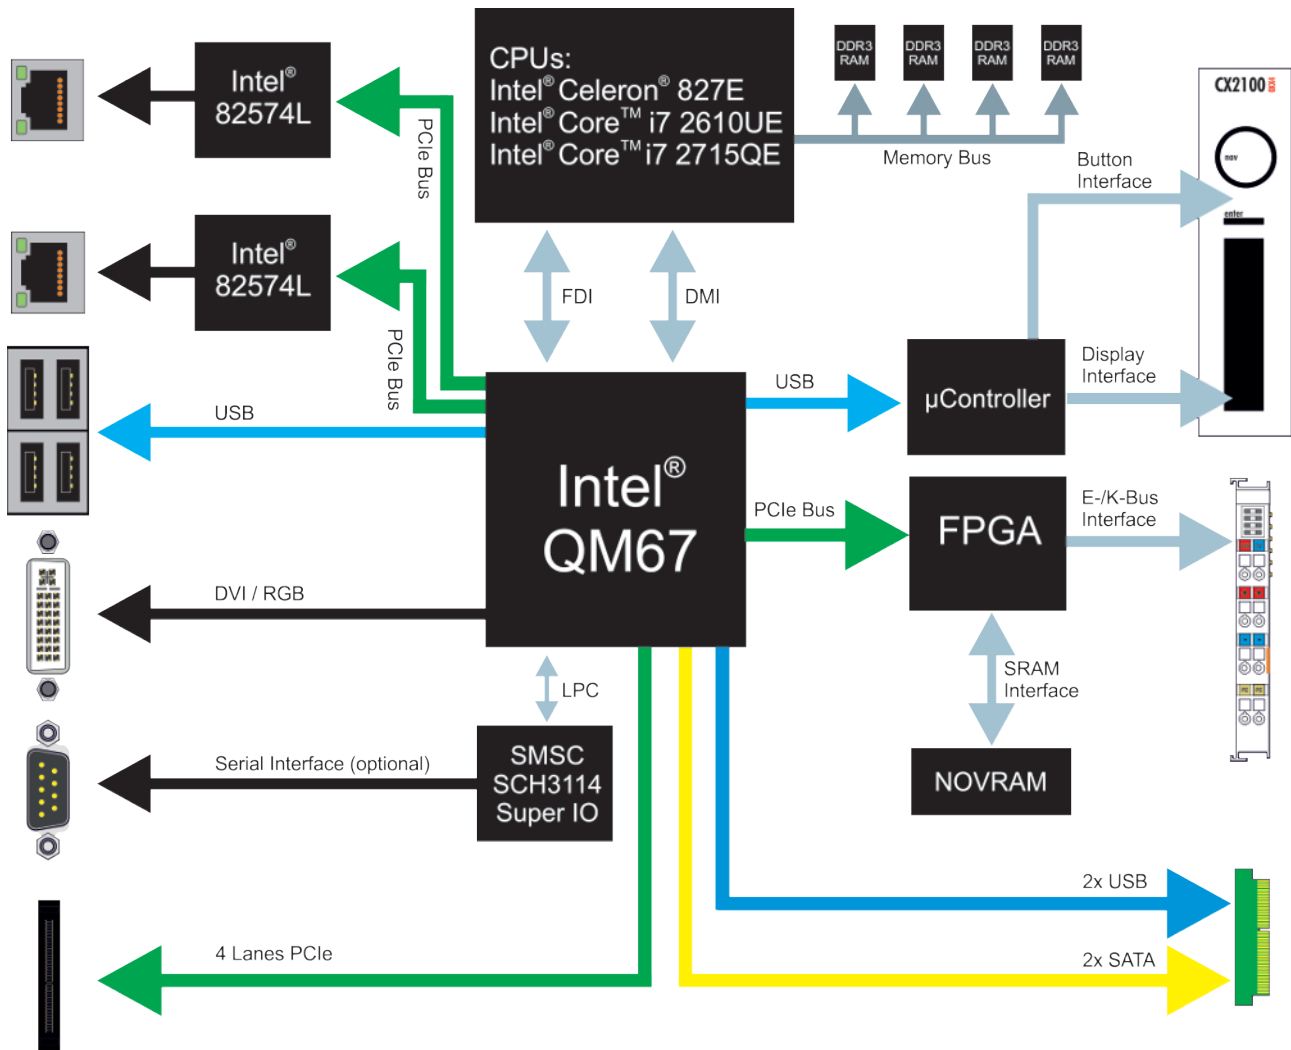 Intel®
82574L
PCIe Bus
CPUs:
Intel® Celeron® 827E
Intel® Core™ i7 2610UE
Intel® Core™ i7 2715QE
DDR3
RAM
DDR3
RAM
DDR3
RAM
DDR3
RAM
Memory Bus
CX2100
nav
enter
Button
Interface
Intel®
82574L
PCIe Bus
FDI
DMI
USB
USB
µController
Display
Interface
Intel®
QM67
PCIe Bus
FPGA
E-/K-Bus
Interface
DVI / RGB
LPC
SRAM
Interface
Serial Interface (optional)
SMSC
SCH3114
Super IO
NOVRAM
2x USB
4 Lanes PCIe
2x SATA